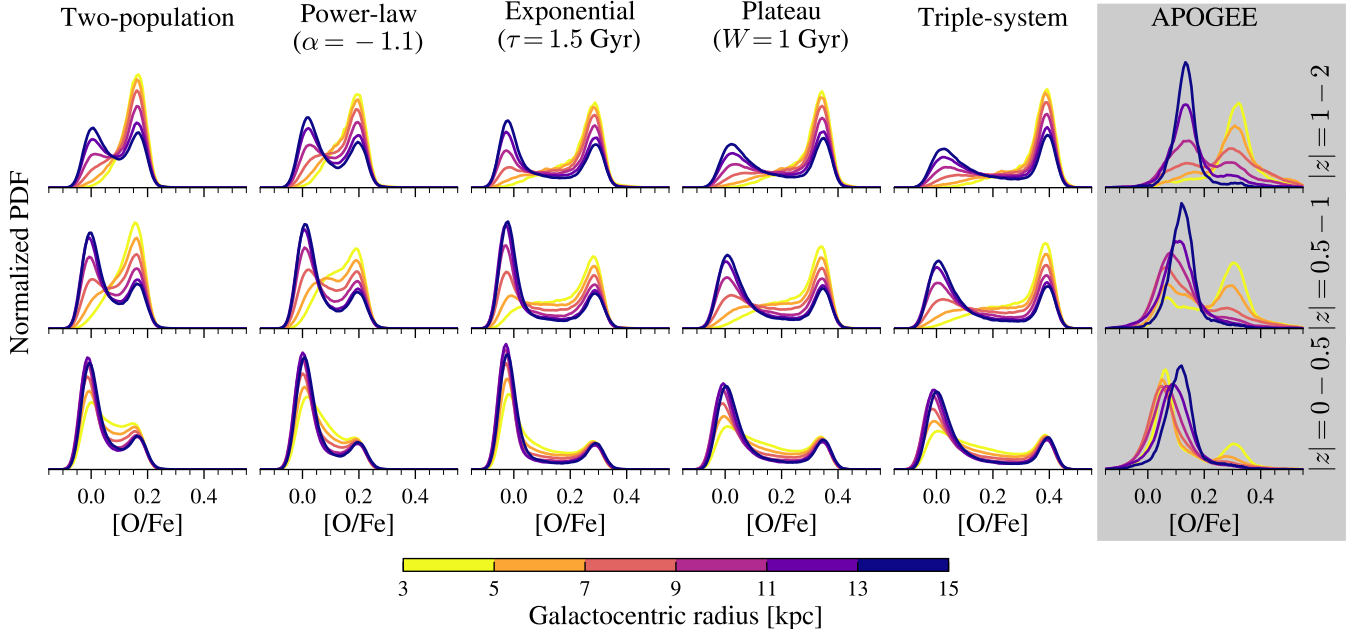 Two-population
Power-law
(α = −1.1)
Exponential
(τ = 1.5 Gyr)
Plateau
(W = 1 Gyr)
Triple-system
APOGEE
Normalized PDF
|z| = 1 − 2
|z| = 0.5 − 1
|z| = 0 − 0.5
0.0 0.2 0.4 0.0 0.2 0.4 0.0 0.2 0.4 0.0 0.2 0.4 0.0 0.2 0.4 0.0 0.2 0.4
[O/Fe] [O/Fe] [O/Fe] [O/Fe] [O/Fe] [O/Fe]
3 5 7 9 11 13 15
Galactocentric radius [kpc]